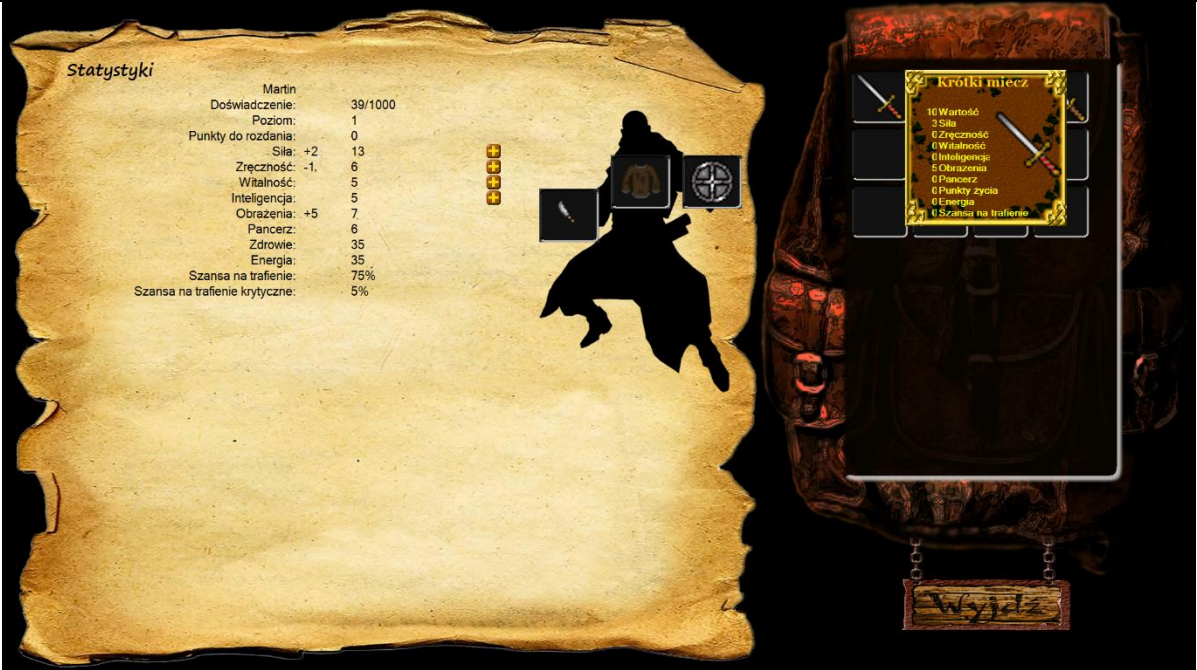 Statystyki
Martin
Doświadczenie: 39/1000
Poziom: 1
Punkty do rozdania: 0
Siła: +2 13
Zręczność: -1. 6
Witalność: 5
Inteligencja: 5
Obrażenia: +5 7
Pancerz: 6
Zdrowie: 35
Energia: 35
Szansa na trafienie: 75%
Szansa na trafienie krytyczne: 5%
Krótki miecz
10 Wartość
3 Siła
0 Zręczność
0 Witalność
0 Inteligencja
5 Obrażenia
0 Pancerz
0 Punkty życia
0 Energia
0 Szansa na trafienie
Wyjdź